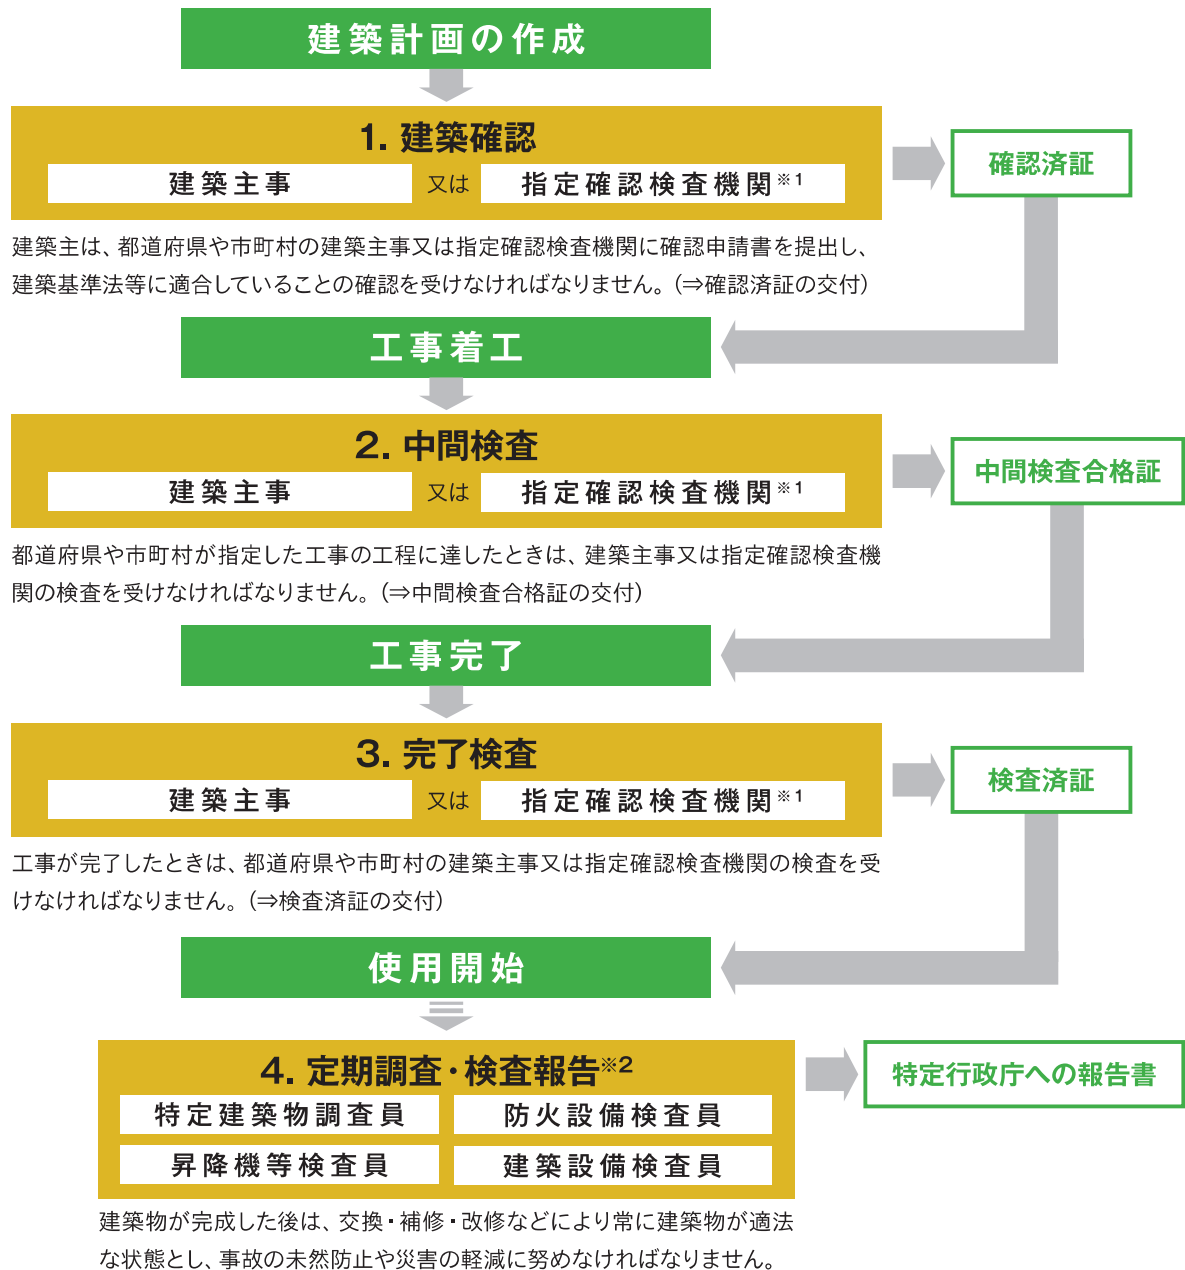 建築計画の作成
1. 建築確認
建築主事 又は 指定確認検査機関※1
確認済証
建築主は、都道府県や市町村の建築主事又は指定確認検査機関に確認申請書を提出し、
建築基準法等に適合していることの確認を受けなければなりません。(⇒確認済証の交付)
工事着工
2. 中間検査
建築主事 又は 指定確認検査機関※1
中間検査合格証
都道府県や市町村が指定した工事の工程に達したときは、建築主事又は指定確認検査機
関の検査を受けなければなりません。(⇒中間検査合格証の交付)
工事完了
3. 完了検査
建築主事 又は 指定確認検査機関※1
検査済証
工事が完了したときは、都道府県や市町村の建築主事又は指定確認検査機関の検査を受
けなければなりません。(⇒検査済証の交付)
使用開始
4. 定期調査・検査報告※2
特定建築物調査員 防火設備検査員
昇降機等検査員 建築設備検査員
特定行政庁への報告書
建築物が完成した後は、交換・補修・改修などにより常に建築物が適法
な状態とし、事故の未然防止や災害の軽減に努めなければなりません。